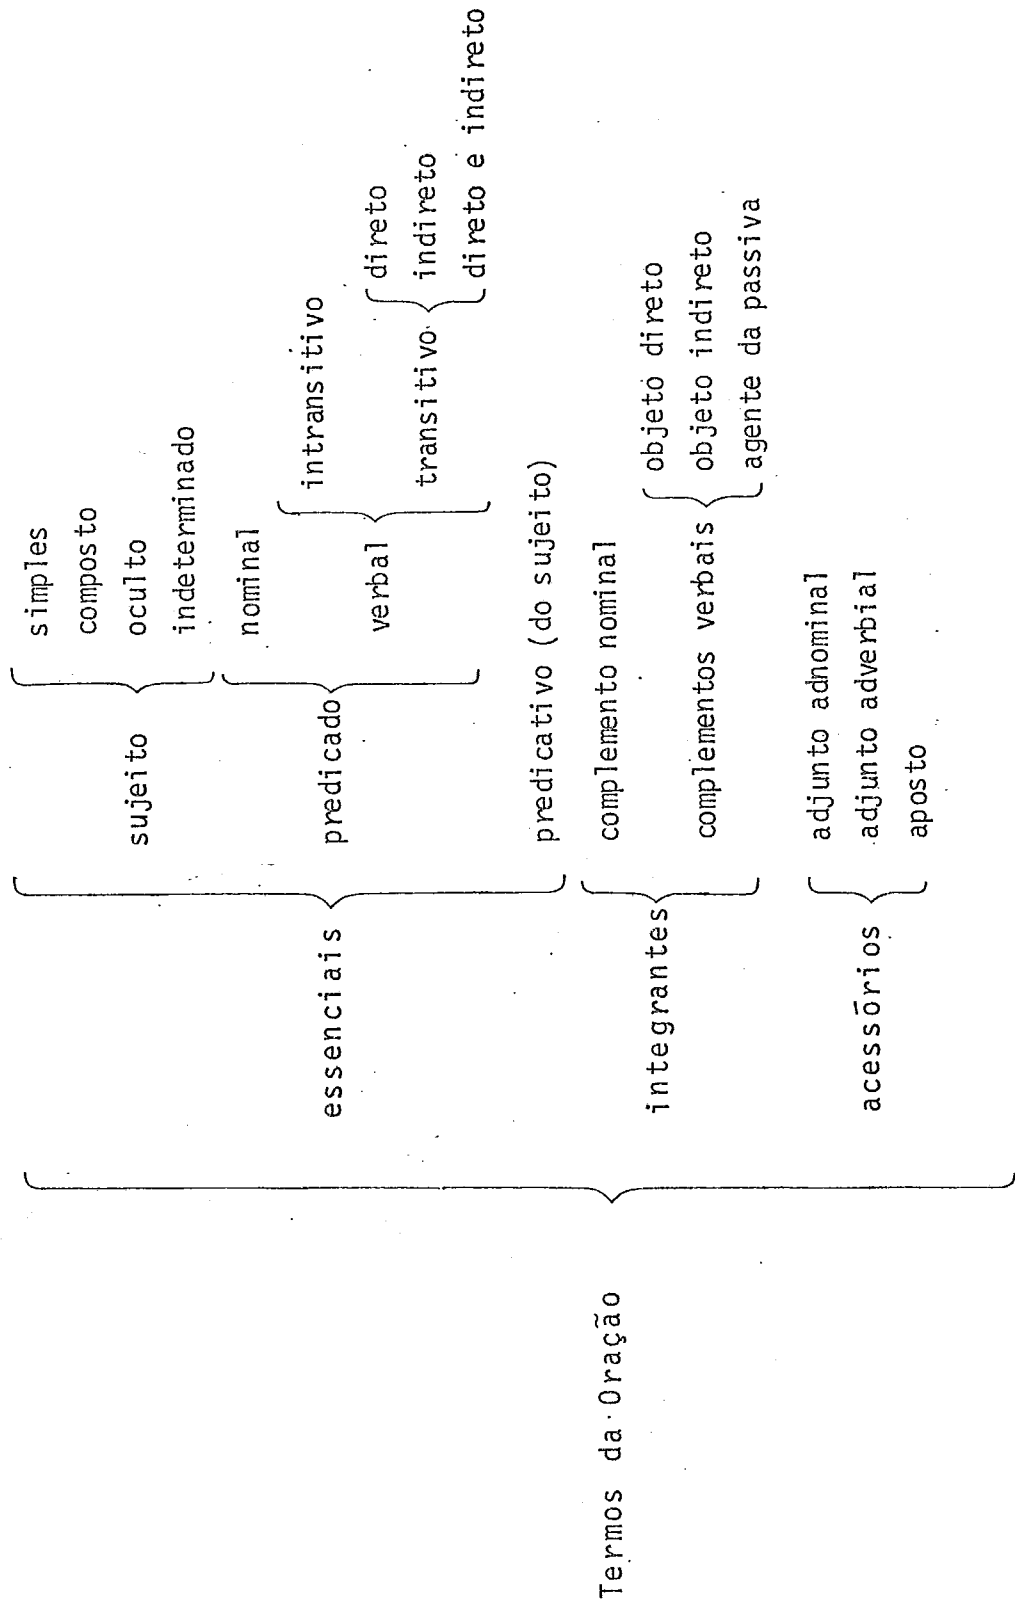 Termos da Oração
essenciais
sujeito
simples
composto
oculto
indeterminado
predicado
nominal
verbal
intransitivo
transitivo
direto
indireto
direto e indireto
predicativo (do sujeito)
integrantes
complemento nominal
complementos verbais
objeto direto
objeto indireto
agente da passiva
acessórios
adjunto adnominal
adjunto adverbial
aposto